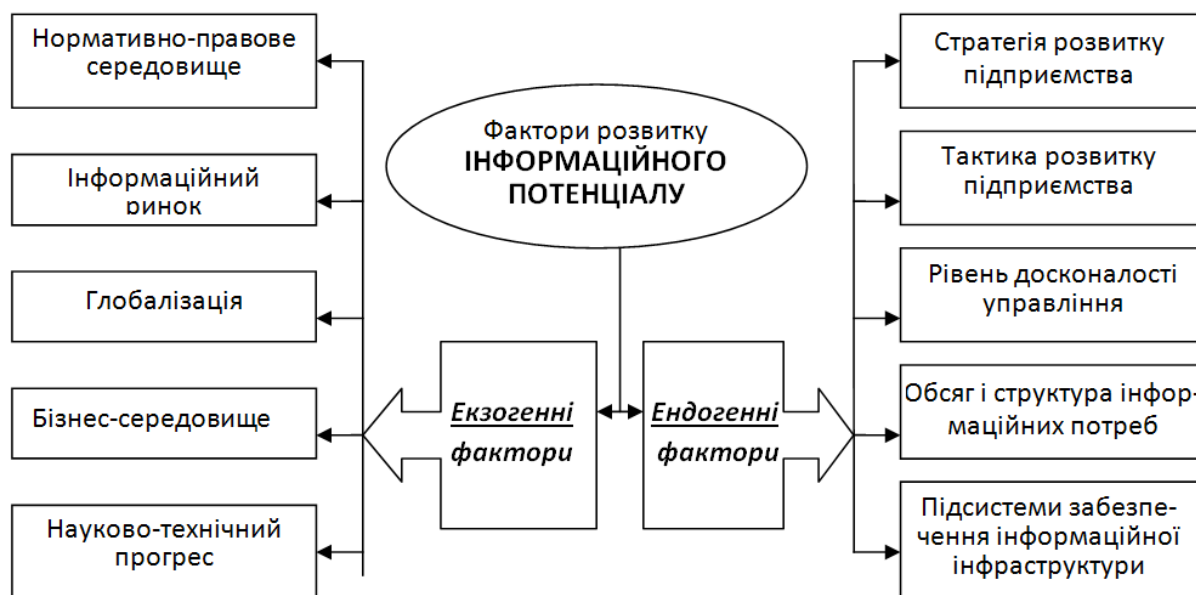 Фактори розвитку
ІНФОРМАЦІЙНОГО
ПОТЕНЦІАЛУ
Екзогенні
фактори
Нормативно-правове
середовище
Інформаційний
ринок
Глобалізація
Бізнес-середовище
Науково-технічний
прогрес
Ендогенні
фактори
Стратегія розвитку
підприємства
Тактика розвитку
підприємства
Рівень досконалості
управління
Обсяг і структура інфор-
маційних потреб
Підсистеми забезпе-
чення інформаційної
інфраструктури